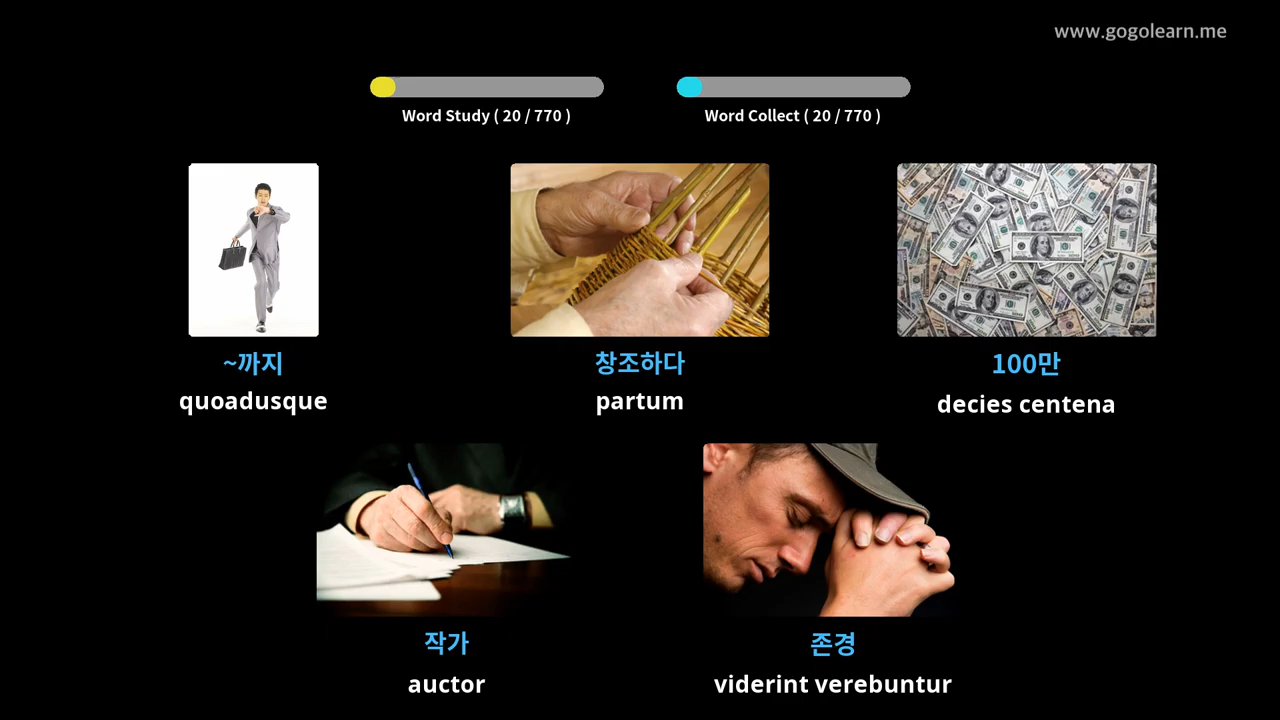 www.gogolearn.me
Word Study ( 20 / 770 )
Word Collect ( 20 / 770 )
~까지
quoadusque
창조하다
partum
100만
decies centena
작가
auctor
존경
viderint verebuntur